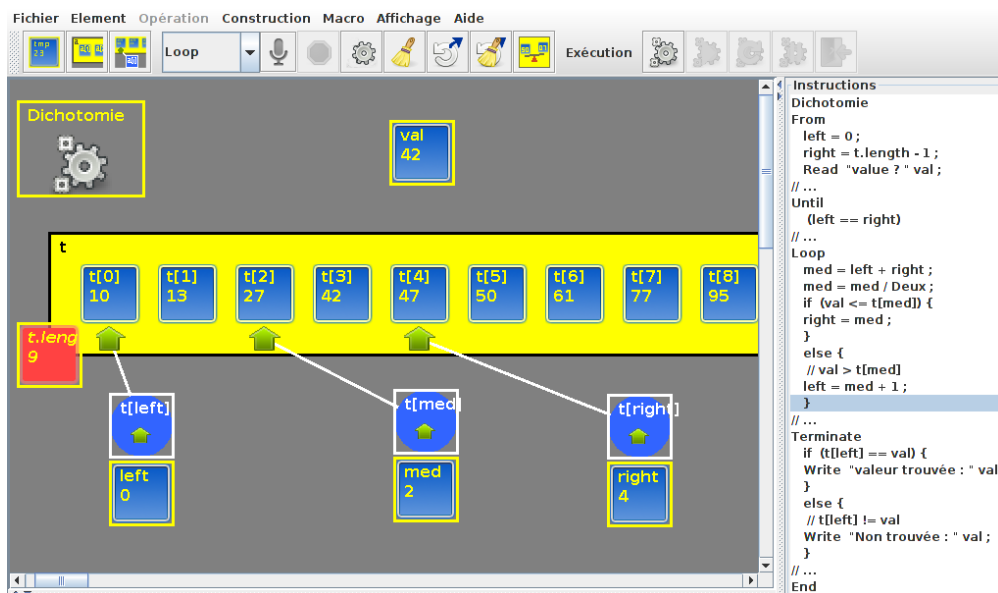 Fichier Element Opération Construction Macro Affichage Aide
tmp
23
Loop
Exécution
Dichotomie
val
42
t
t[0] t[1] t[2] t[3] t[4] t[5] t[6] t[7] t[8]
10 13 27 42 47 50 61 77 95
t.leng
9
t[left] t[med] t[right]
left med right
0 2 4
Instructions
Dichotomie
From
left = 0 ;
right = t.length - 1 ;
Read "value ? " val ;
// ...
Until
(left == right)
// ...
Loop
med = left + right ;
med = med / Deux ;
if (val <= t[med]) {
right = med ;
}
else {
// val > t[med]
left = med + 1 ;
}
// ...
Terminate
if (t[left] == val) {
Write "valeur trouvée : " val
}
else {
// t[left] != val
Write "Non trouvée : " val ;
}
// ...
End